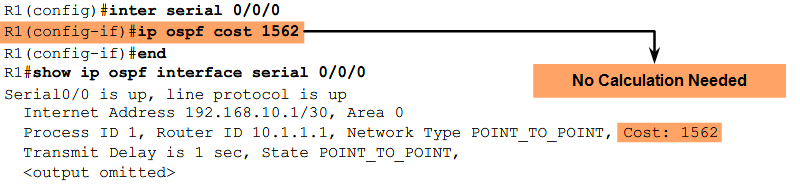 R1(config)#inter serial 0/0/0
R1(config-if)#ip ospf cost 1562
R1(config-if)#end
R1#show ip ospf interface serial 0/0/0
No Calculation Needed
Serial0/0 is up, line protocol is up
Internet Address 192.168.10.1/30, Area 0
Process ID 1, Router ID 10.1.1.1, Network Type POINT_TO_POINT, Cost: 1562
Transmit Delay is 1 sec, State POINT_TO_POINT,
<output omitted>